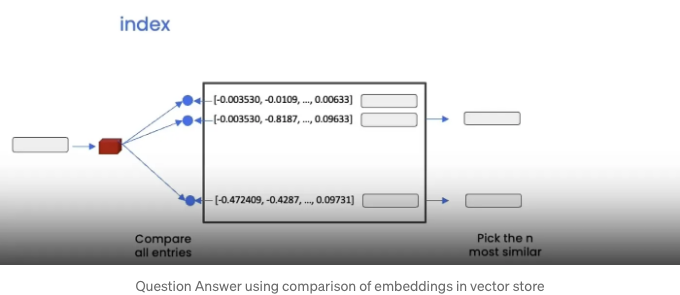 index
[-0.003530, -0.0109, ..., 0.00633]
[-0.003530, -0.8187, ..., 0.09633]
[-0.472409, -0.4287, ..., 0.09731]
Compare
all entries
Pick the n
most similar
Question Answer using comparison of embeddings in vector store